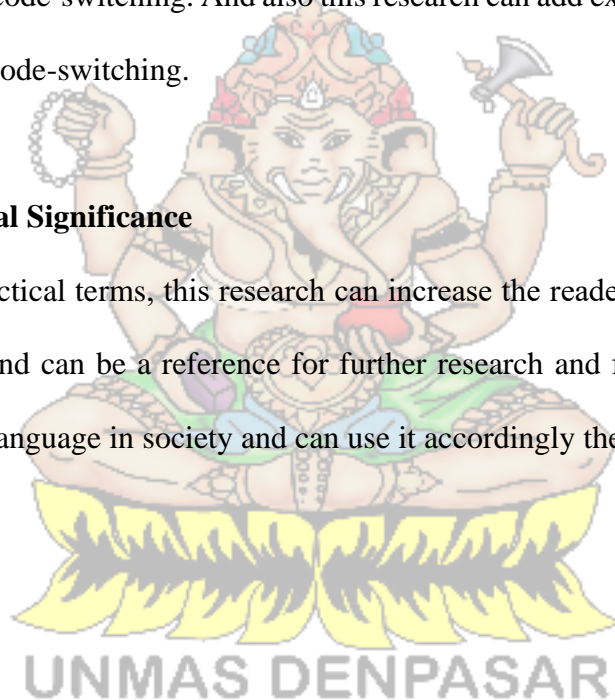 code-switching. And also this research can add ex
ode-switching.
al Significance
ctical terms, this research can increase the reade
nd can be a reference for further research and f
anguage in society and can use it accordingly the
UNMAS DENPASAR